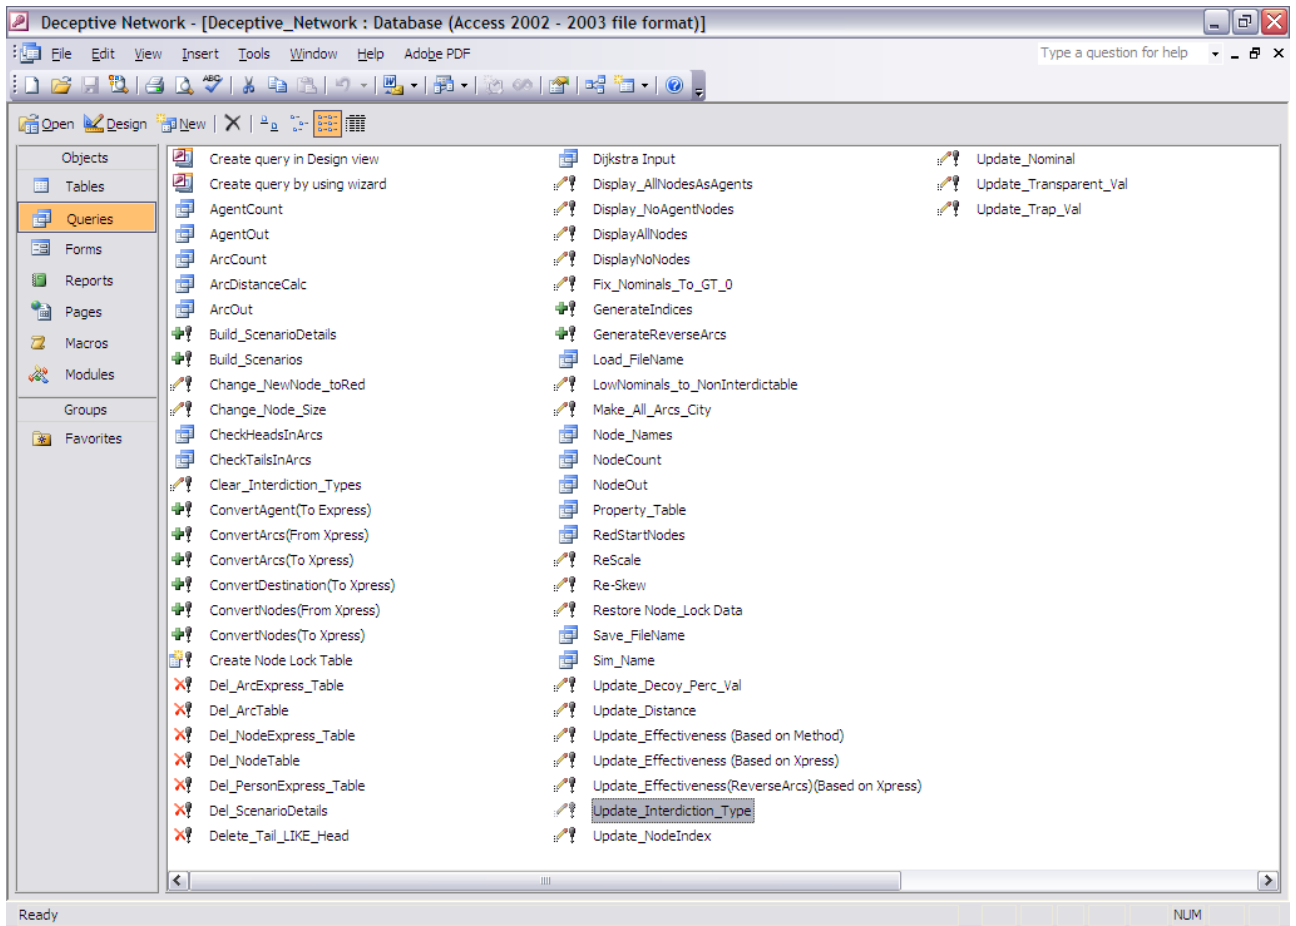 Deceptive Network - [Deceptive_Network : Database (Access 2002 - 2003 file format)]
File Edit View Insert Tools Window Help Adobe PDF Type a question for help
Open Design New
Objects
Tables
Queries
Forms
Reports
Pages
Macros
Modules
Groups
Favorites
Create query in Design view
Create query by using wizard
AgentCount
AgentOut
ArcCount
ArcDistanceCalc
ArcOut
Build_ScenarioDetails
Build_Scenarios
Change_NewNode_toRed
Change_Node_Size
CheckHeadsInArcs
CheckTailsInArcs
Clear_Interdiction_Types
ConvertAgent(To Express)
ConvertArcs(From Xpress)
ConvertArcs(To Xpress)
ConvertDestination(To Xpress)
ConvertNodes(From Xpress)
ConvertNodes(To Xpress)
Create Node Lock Table
Del_ArcExpress_Table
Del_ArcTable
Del_NodeExpress_Table
Del_NodeTable
Del_PersonExpress_Table
Del_ScenarioDetails
Delete_Tail_LIKE_Head
Dijkstra Input
Display_AllNodesAsAgents
Display_NoAgentNodes
DisplayAllNodes
DisplayNoNodes
Fix_Nominals_To_GT_0
GenerateIndices
GenerateReverseArcs
Load_FileName
LowNominals_to_NonInterdictable
Make_All_Arcs_City
Node_Names
NodeCount
NodeOut
Property_Table
RedStartNodes
ReScale
Re-Skew
Restore Node_Lock Data
Save_FileName
Sim_Name
Update_Decoy_Perc_Val
Update_Distance
Update_Effectiveness (Based on Method)
Update_Effectiveness (Based on Xpress)
Update_Effectiveness(ReverseArcs)(Based on Xpress)
Update_Interdiction_Type
Update_NodeIndex
Update_Nominal
Update_Transparent_Val
Update_Trap_Val
Ready NUM